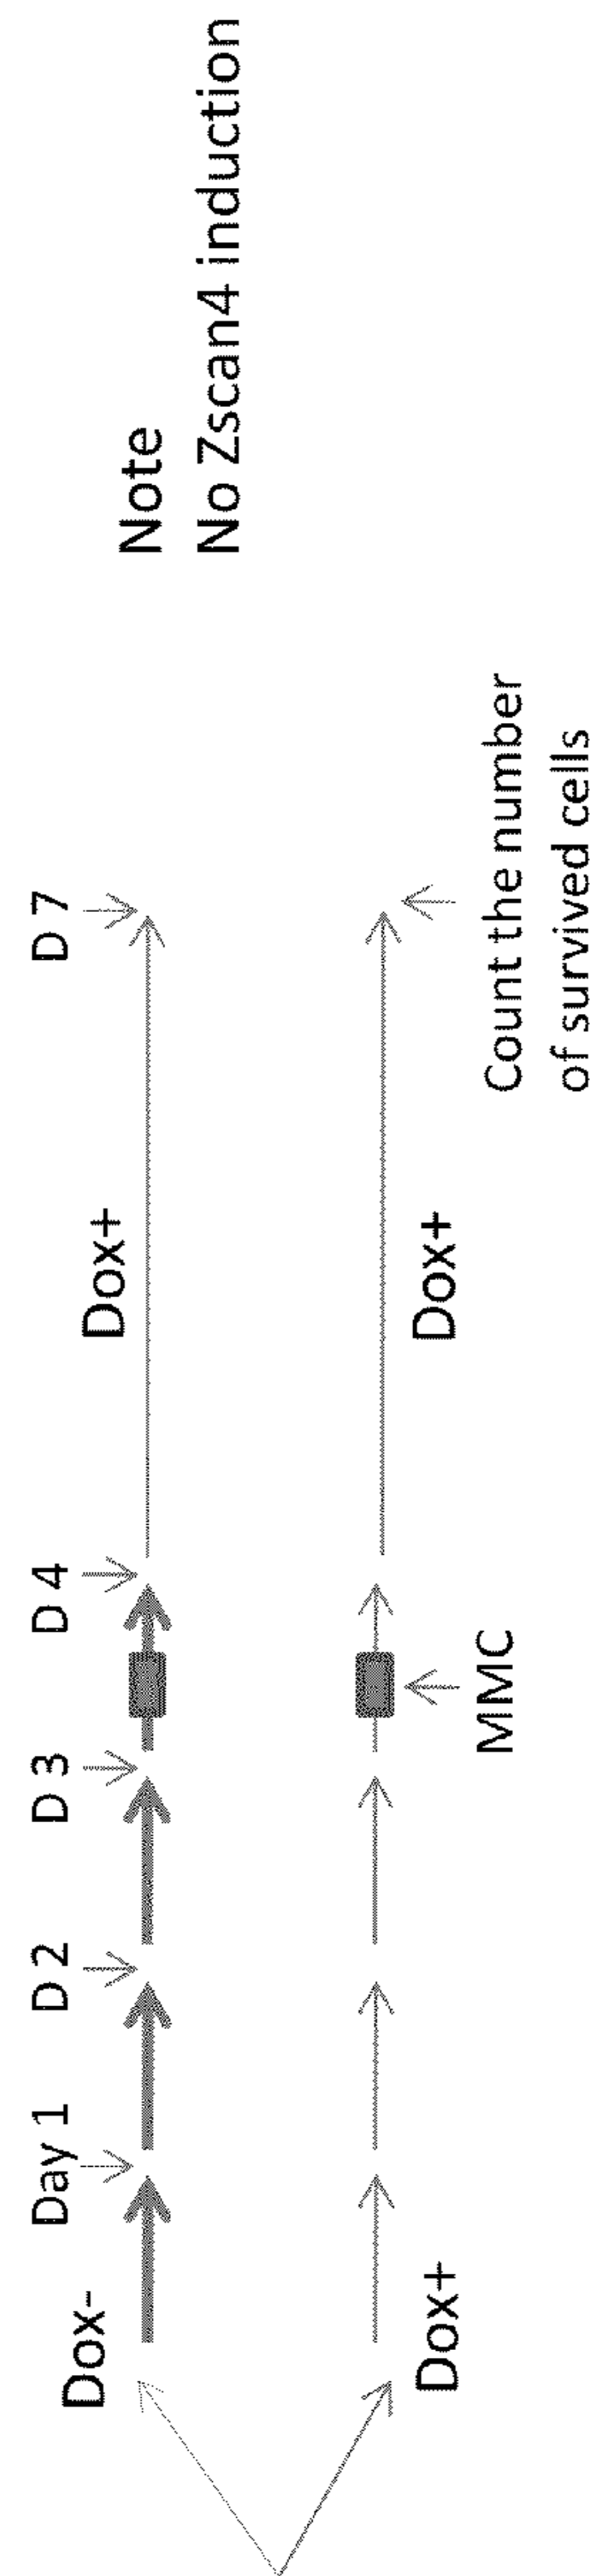 Day 1
D 2
D 3
D 4
D 7
Dox-
Dox+
Note
No Zscan4 induction
Dox+
Dox+
MMC
Count the number
of survived cells